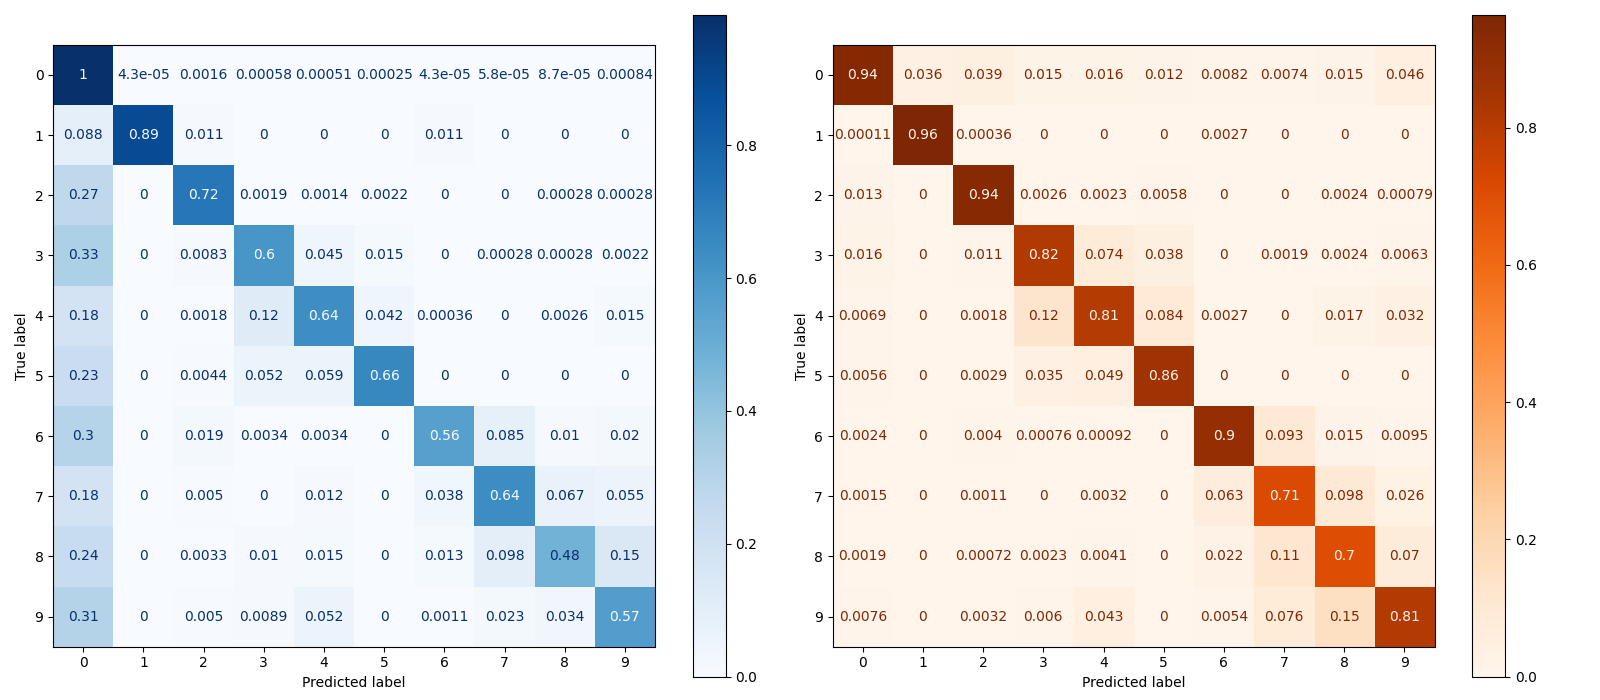 0 1 4.3e-05 0.0016 0.00058 0.00051 0.00025 4.3e-05 5.8e-05 8.7e-05 0.00084
1 0.088 0.89 0.011 0 0 0 0.011 0 0 0
2 0.27 0 0.72 0.0019 0.0014 0.0022 0 0 0.00028 0.00028
3 0.33 0 0.0083 0.6 0.045 0.015 0 0.00028 0.00028 0.0022
4 0.18 0 0.0018 0.12 0.64 0.042 0.00036 0 0.0026 0.015
5 0.23 0 0.0044 0.052 0.059 0.66 0 0 0 0
6 0.3 0 0.019 0.0034 0.0034 0 0.56 0.085 0.01 0.02
7 0.18 0 0.005 0 0.012 0 0.038 0.64 0.067 0.055
8 0.24 0 0.0033 0.01 0.015 0 0.013 0.098 0.48 0.15
9 0.31 0 0.005 0.0089 0.052 0 0.0011 0.023 0.034 0.57
0 1 2 3 4 5 6 7 8 9
Predicted label
True label
0.8
0.6
0.4
0.2
0.0
0 0.94 0.036 0.039 0.015 0.016 0.012 0.0082 0.0074 0.015 0.046
1 0.00011 0.96 0.00036 0 0 0 0.0027 0 0 0
2 0.013 0 0.94 0.0026 0.0023 0.0058 0 0 0.0024 0.00079
3 0.016 0 0.011 0.82 0.074 0.038 0 0.0019 0.0024 0.0063
4 0.0069 0 0.0018 0.12 0.81 0.084 0.0027 0 0.017 0.032
5 0.0056 0 0.0029 0.035 0.049 0.86 0 0 0 0
6 0.0024 0 0.004 0.00076 0.00092 0 0.9 0.093 0.015 0.0095
7 0.0015 0 0.0011 0 0.0032 0 0.063 0.71 0.098 0.026
8 0.0019 0 0.00072 0.0023 0.0041 0 0.022 0.11 0.7 0.07
9 0.0076 0 0.0032 0.006 0.043 0 0.0054 0.076 0.15 0.81
0 1 2 3 4 5 6 7 8 9
Predicted label
True label
0.8
0.6
0.4
0.2
0.0